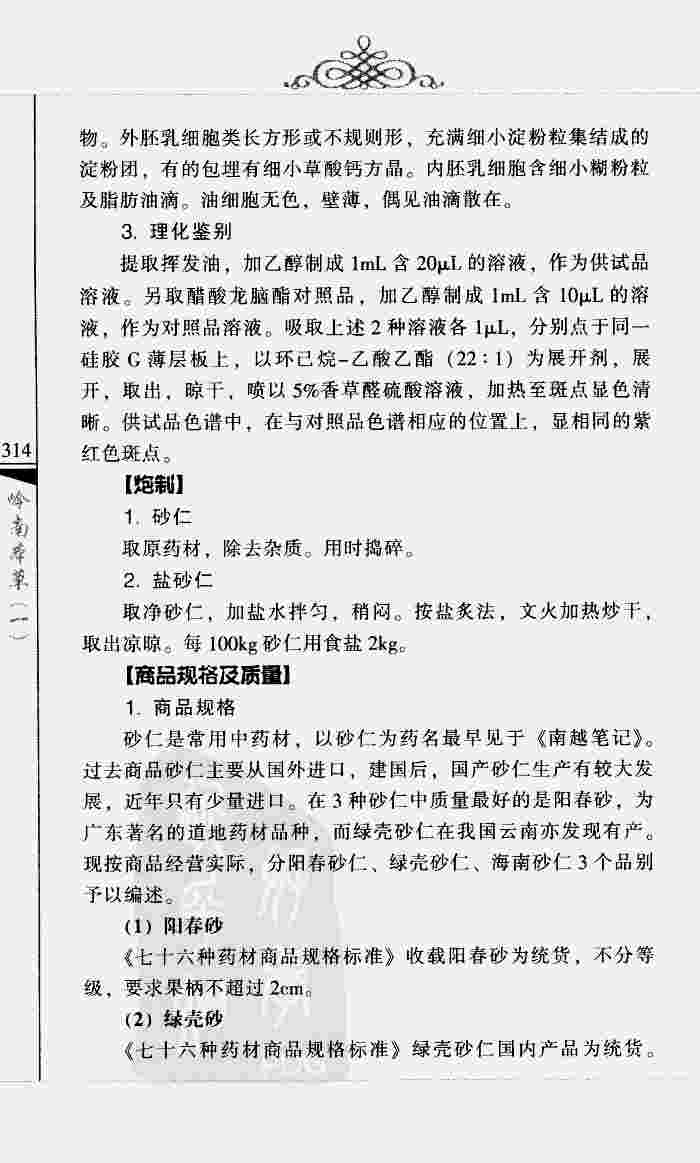 物。外胚乳细胞类长方形或不规则形，充满细小淀粉粒集结成的
淀粉团，有的包埋有细小草酸钙方晶。内胚乳细胞含细小糊粉粒
及脂肪油滴。油细胞无色，壁薄，偶见油滴散在。
3. 理化鉴别
提取挥发油，加乙醇制成 1mL 含 20μL 的溶液，作为供试品
溶液。另取醋酸龙脑酯对照品，加乙醇制成 1mL 含 10μL 的溶
液，作为对照品溶液。吸取上述 2 种溶液各 1μL，分别点于同一
硅胶 G 薄层板上，以环己烷-乙酸乙酯（22：1）为展开剂，展
开，取出，晾干，喷以 5%香草醛硫酸溶液，加热至斑点显色清
晰。供试品色谱中，在与对照品色谱相应的位置上，显相同的紫
红色斑点。
314
岭南本草（一）
【炮制】
1. 砂仁
取原药材，除去杂质。用时捣碎。
2. 盐砂仁
取净砂仁，加盐水拌匀，稍闷。按盐炙法，文火加热炒干，
取出凉晾。每 100kg 砂仁用食盐 2kg。
【商品规格及质量】
1. 商品规格
砂仁是常用中药材，以砂仁为药名最早见于《南越笔记》。
过去商品砂仁主要从国外进口，建国后，国产砂仁生产有较大发
展，近年只有少量进口。在 3 种砂仁中质量最好的是阳春砂，为
广东著名的道地药材品种，而绿壳砂仁在我国云南亦发现有产。
现按商品经营实际，分阳春砂仁、绿壳砂仁、海南砂仁 3 个品别
予以编述。
（1）阳春砂
《七十六种药材商品规格标准》收载阳春砂为统货，不分等
级，要求果柄不超过 2cm。
（2）绿壳砂
《七十六种药材商品规格标准》绿壳砂仁国内产品为统货。